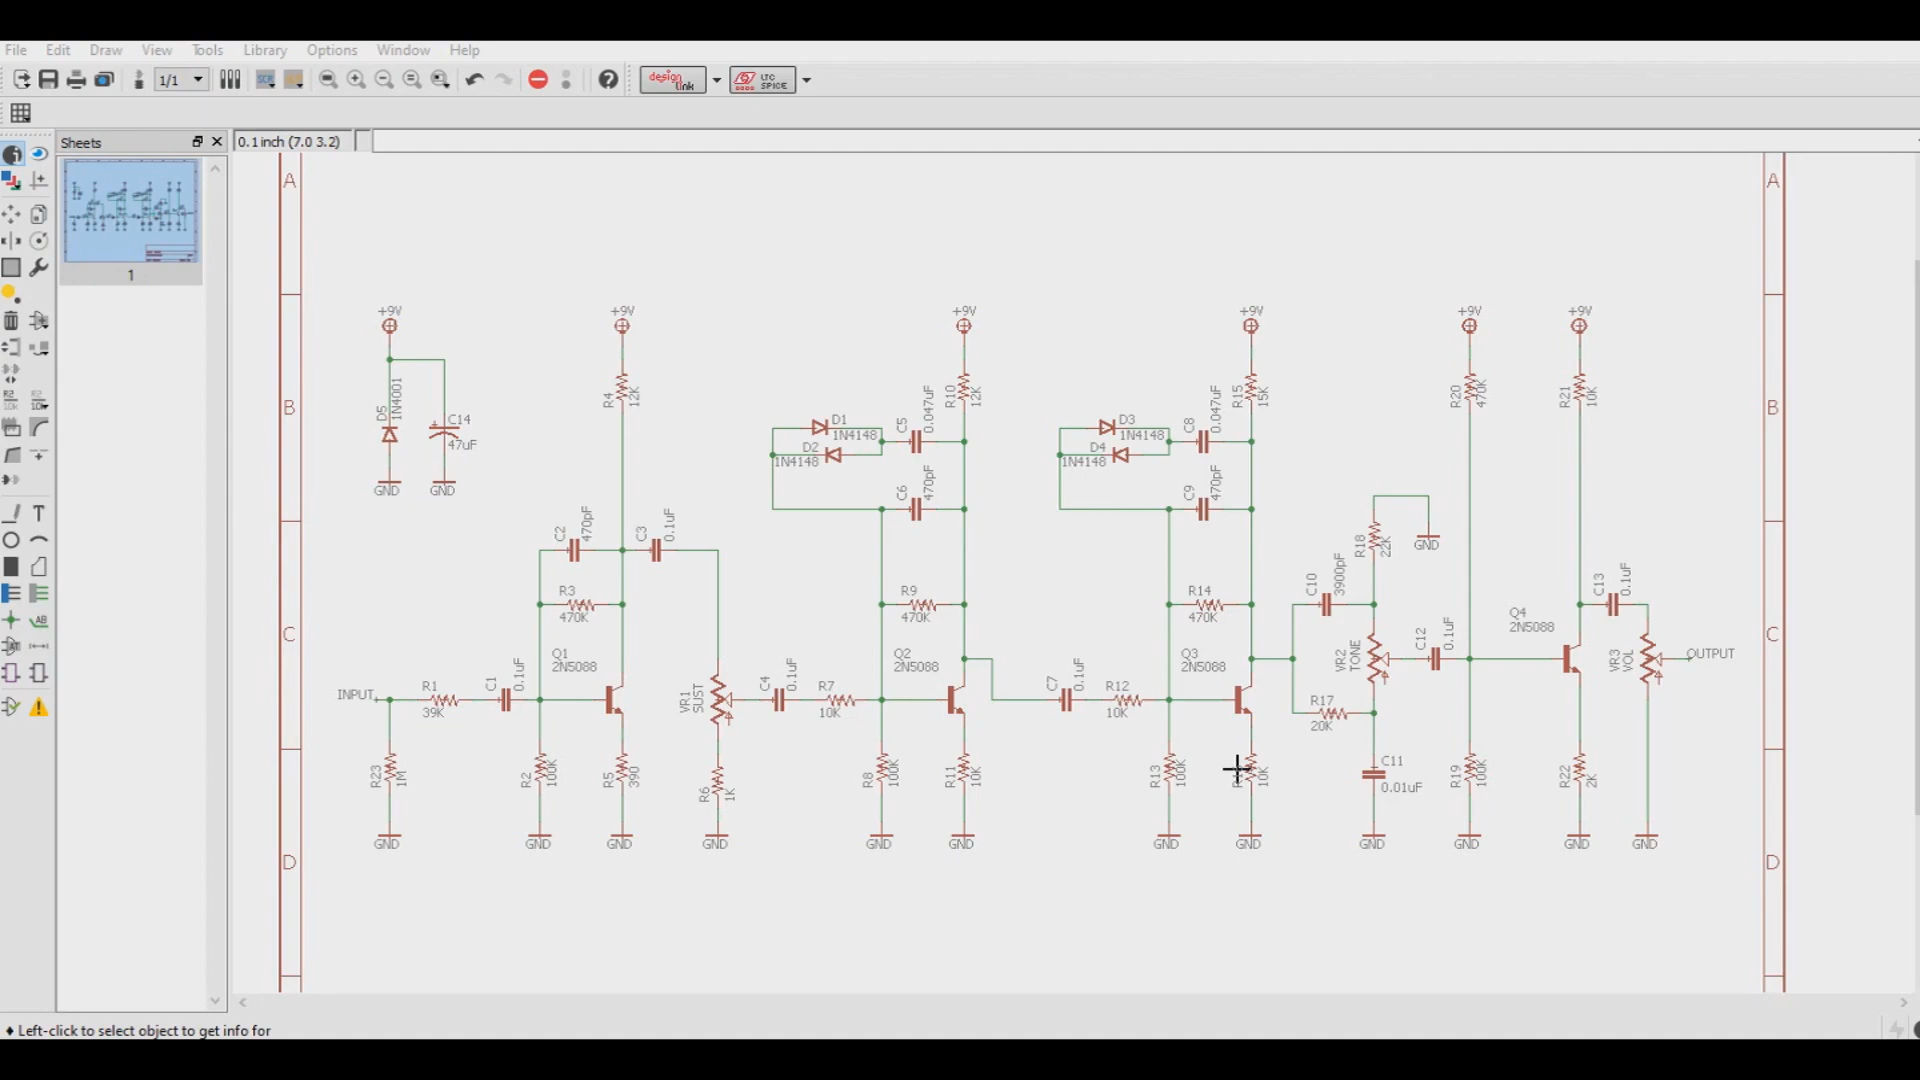 File Edit Draw View Tools Library Options Window Help
1/1
SCR
design link
LTC SPICE
Sheets
0.1 inch (7.0 3.2)
1
A
A
B
B
C
C
D
D
+9V
+9V
+9V
+9V
+9V
+9V
D5
1N4001
C14
47uF
GND
GND
R4
12K
D1
1N4148
D2
1N4148
C5
0.047uF
C6
470pF
R10
12K
D3
1N4148
D4
1N4148
C8
0.047uF
C9
470pF
R15
15K
R20
470K
R21
10K
C2
470pF
C3
0.1uF
R3
470K
R9
470K
R14
470K
R18
22K
GND
C10
3900pF
C13
0.1uF
INPUT
R1
39K
C1
0.1uF
Q1
2N5088
VR1
SUST
C4
0.1uF
R7
10K
Q2
2N5088
C7
0.1uF
R12
10K
Q3
2N5088
R17
20K
VR2
TONE
C12
0.1uF
Q4
2N5088
VR3
VOL
OUTPUT
R23
1M
R2
100K
R5
390
R6
1K
R8
100K
R11
10K
R13
100K
10K
C11
0.01uF
R19
100K
R22
2K
GND
GND
GND
GND
GND
GND
GND
GND
GND
GND
GND
GND
Left-click to select object to get info for